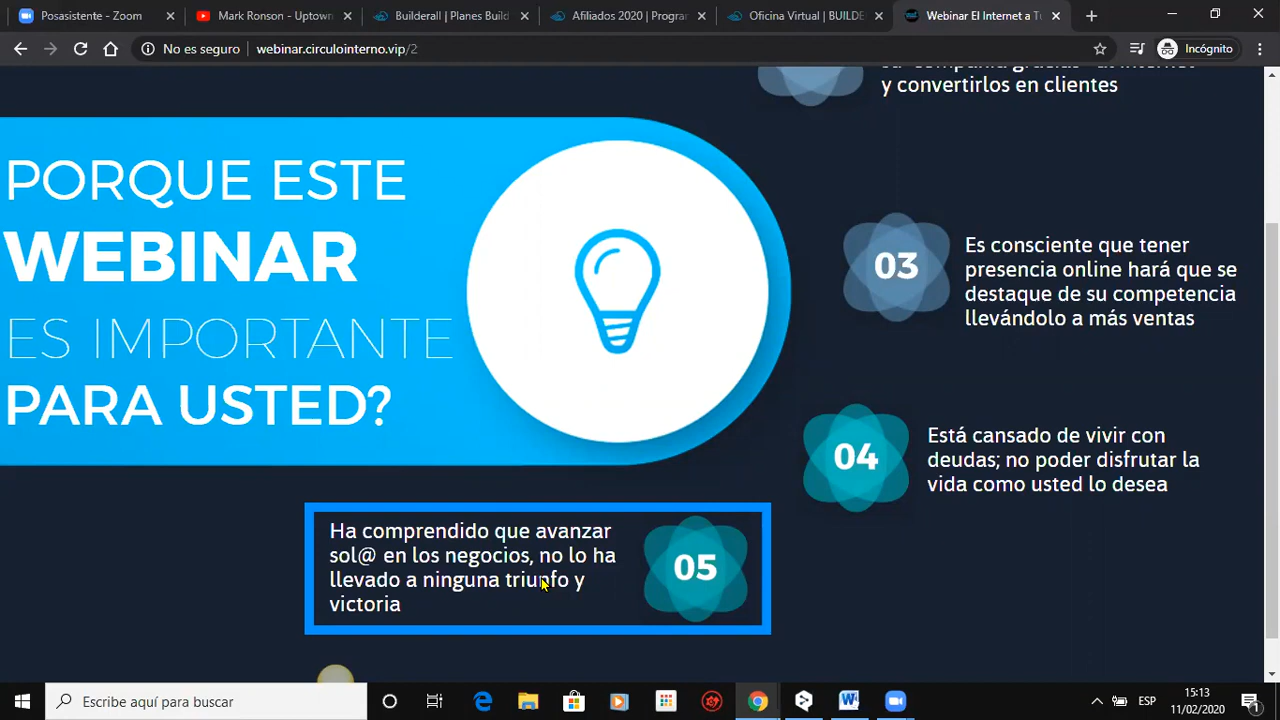 Posasistente - Zoom
Mark Ronson - Uptown
Builderall | Planes Build
Afiliados 2020 | Program
Oficina Virtual | BUILDE
Webinar El Internet a Tu
No es seguro
webinar.circulointerno.vip/2
Incógnito
y convertirlos en clientes
PORQUE ESTE
WEBINAR
ES IMPORTANTE
PARA USTED?
03
Es consciente que tener
presencia online hará que se
destaque de su competencia
llevándolo a más ventas
04
Está cansado de vivir con
deudas; no poder disfrutar la
vida como usted lo desea
Ha comprendido que avanzar
sol@ en los negocios, no lo ha
llevado a ninguna triunfo y
victoria
05
Escribe aquí para buscar
ESP
15:13
11/02/2020